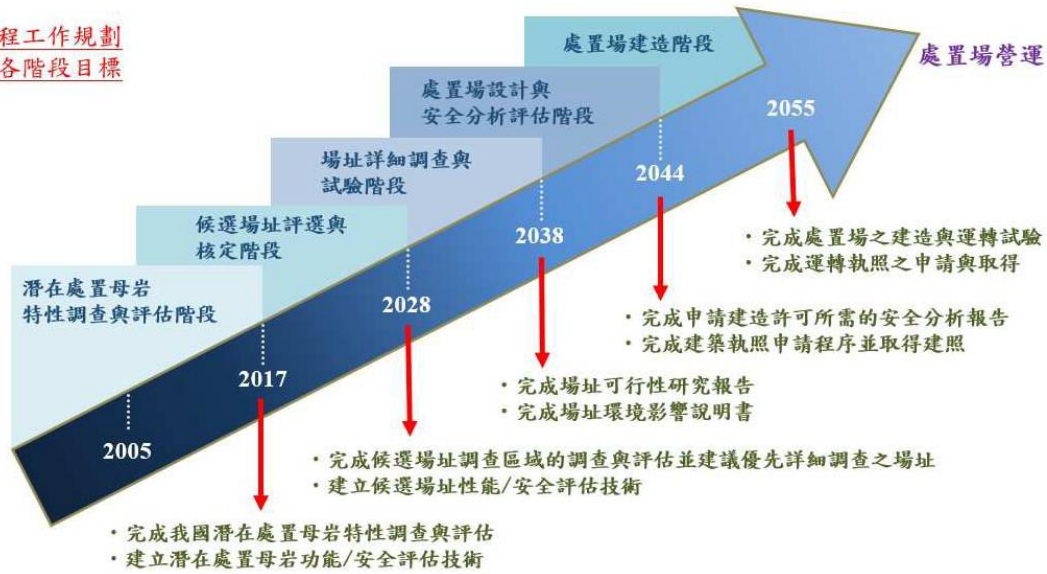 程工作規劃
各階段目標
處置場建造階段
處置場營運
處置場設計與
安全分析評估階段
場址詳細調查與
試驗階段
候選場址評選與
核定階段
潛在處置母岩
特性調查與評估階段
2005
2017
2028
2038
2044
2055
・完成處置場之建造與運轉試驗
・完成運轉執照之申請與取得
・完成申請建造許可所需的安全分析報告
・完成建築執照申請程序並取得建照
・完成場址可行性研究報告
・完成場址環境影響說明書
・完成候選場址調查區域的調查與評估並建議優先詳細調查之場址
・建立候選場址性能/安全評估技術
・完成我國潛在處置母岩特性調查與評估
・建立潛在處置母岩功能/安全評估技術